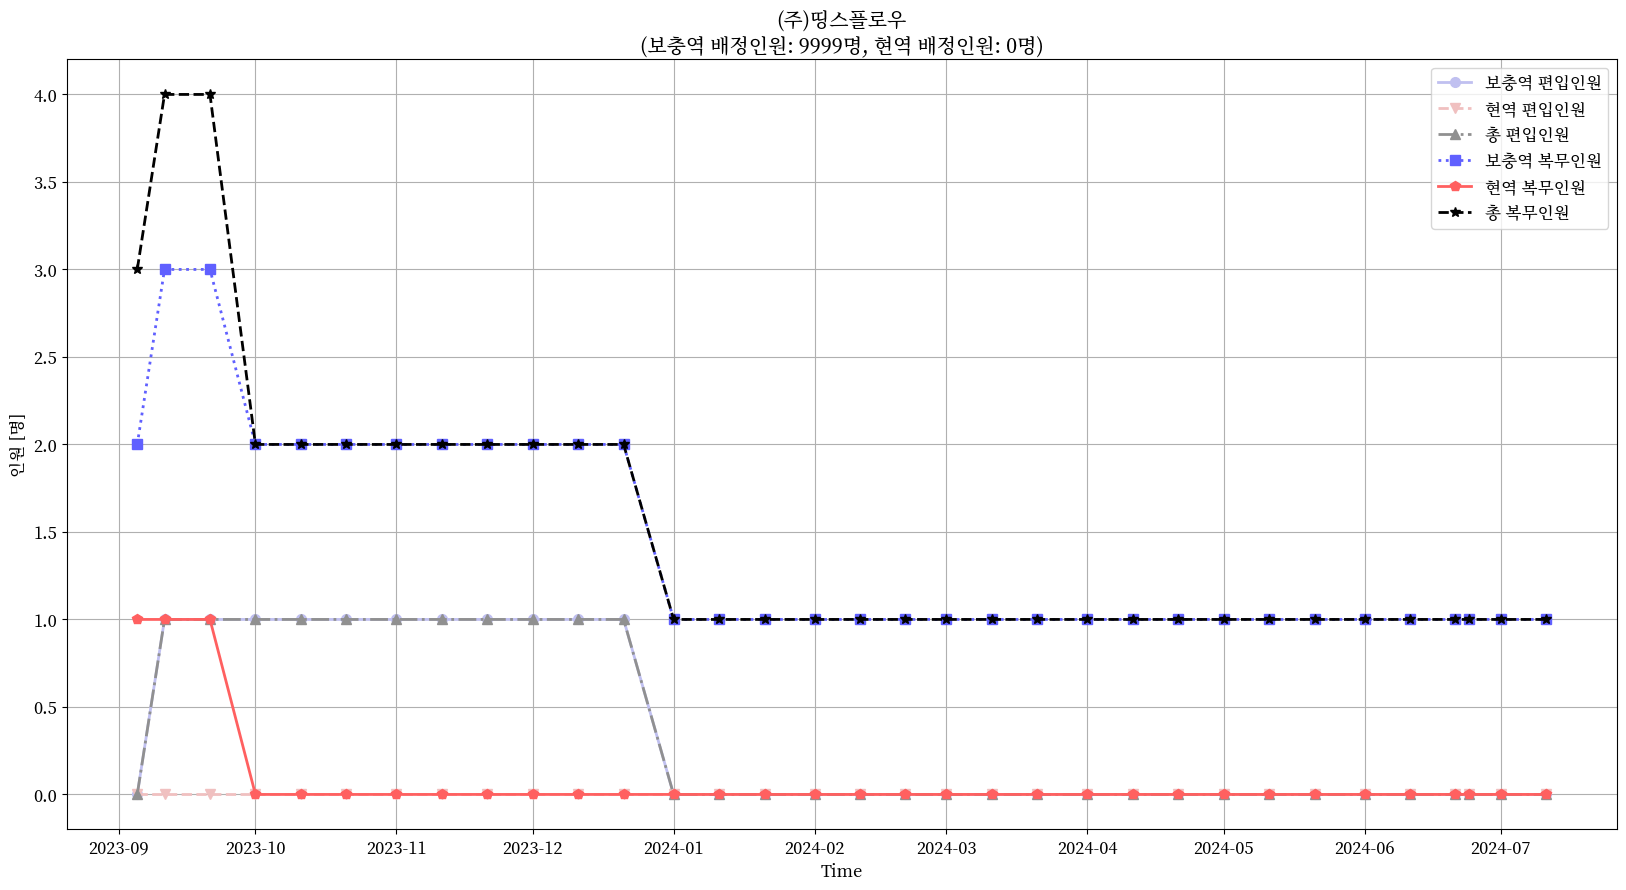 (주)띵스플로우
(보충역 배정인원: 9999명, 현역 배정인원: 0명)
보충역 편입인원
현역 편입인원
총 편입인원
보충역 복무인원
현역 복무인원
총 복무인원
4.0
3.5
3.0
2.5
2.0
1.5
1.0
0.5
0.0
인원 [명]
2023-09 2023-10 2023-11 2023-12 2024-01 2024-02 2024-03 2024-04 2024-05 2024-06 2024-07
Time